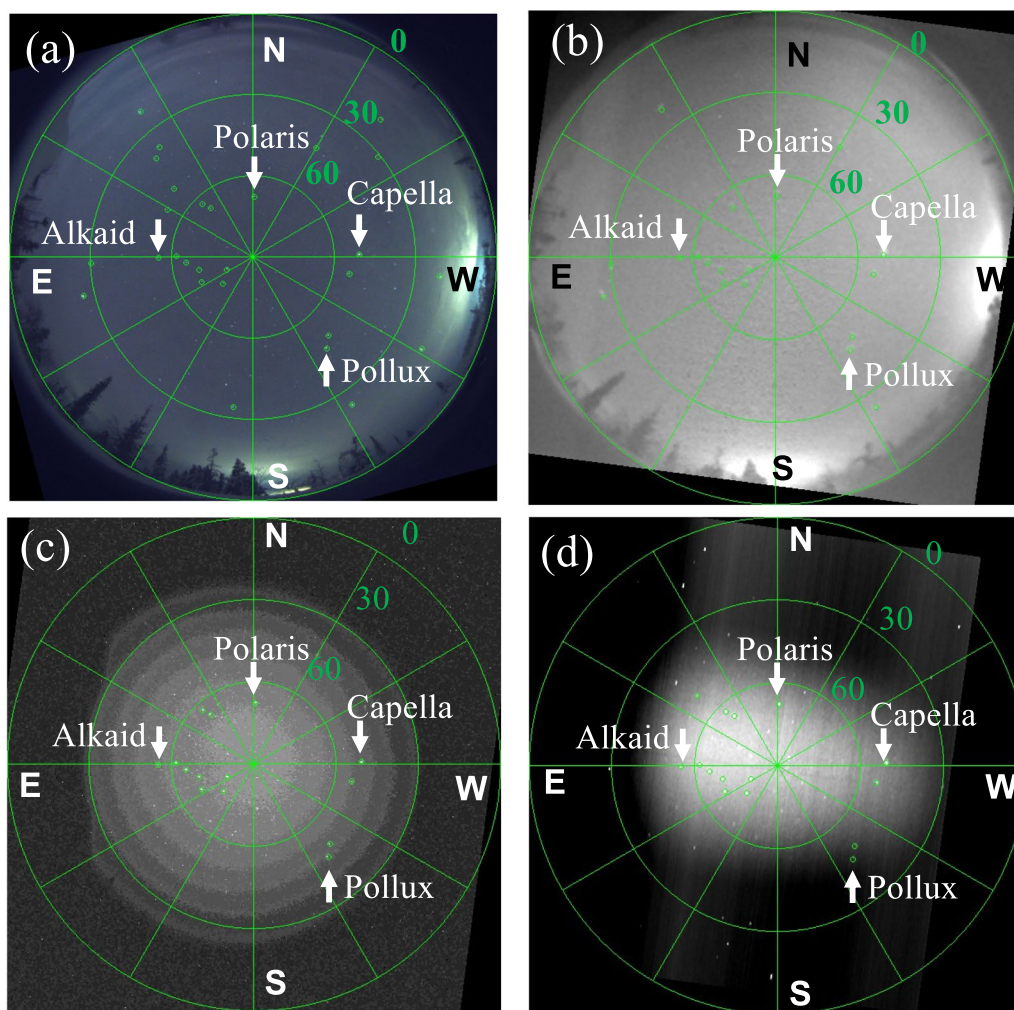 (a)
N
0
30
Polaris
60
Capella
Alkaid
E
W
Pollux
S
(b)
N
0
30
Polaris
60
Capella
Alkaid
E
W
Pollux
S
(c)
N
0
30
Polaris
60
Capella
Alkaid
E
W
Pollux
S
(d)
N
0
30
Polaris
60
Capella
Alkaid
E
W
Pollux
S